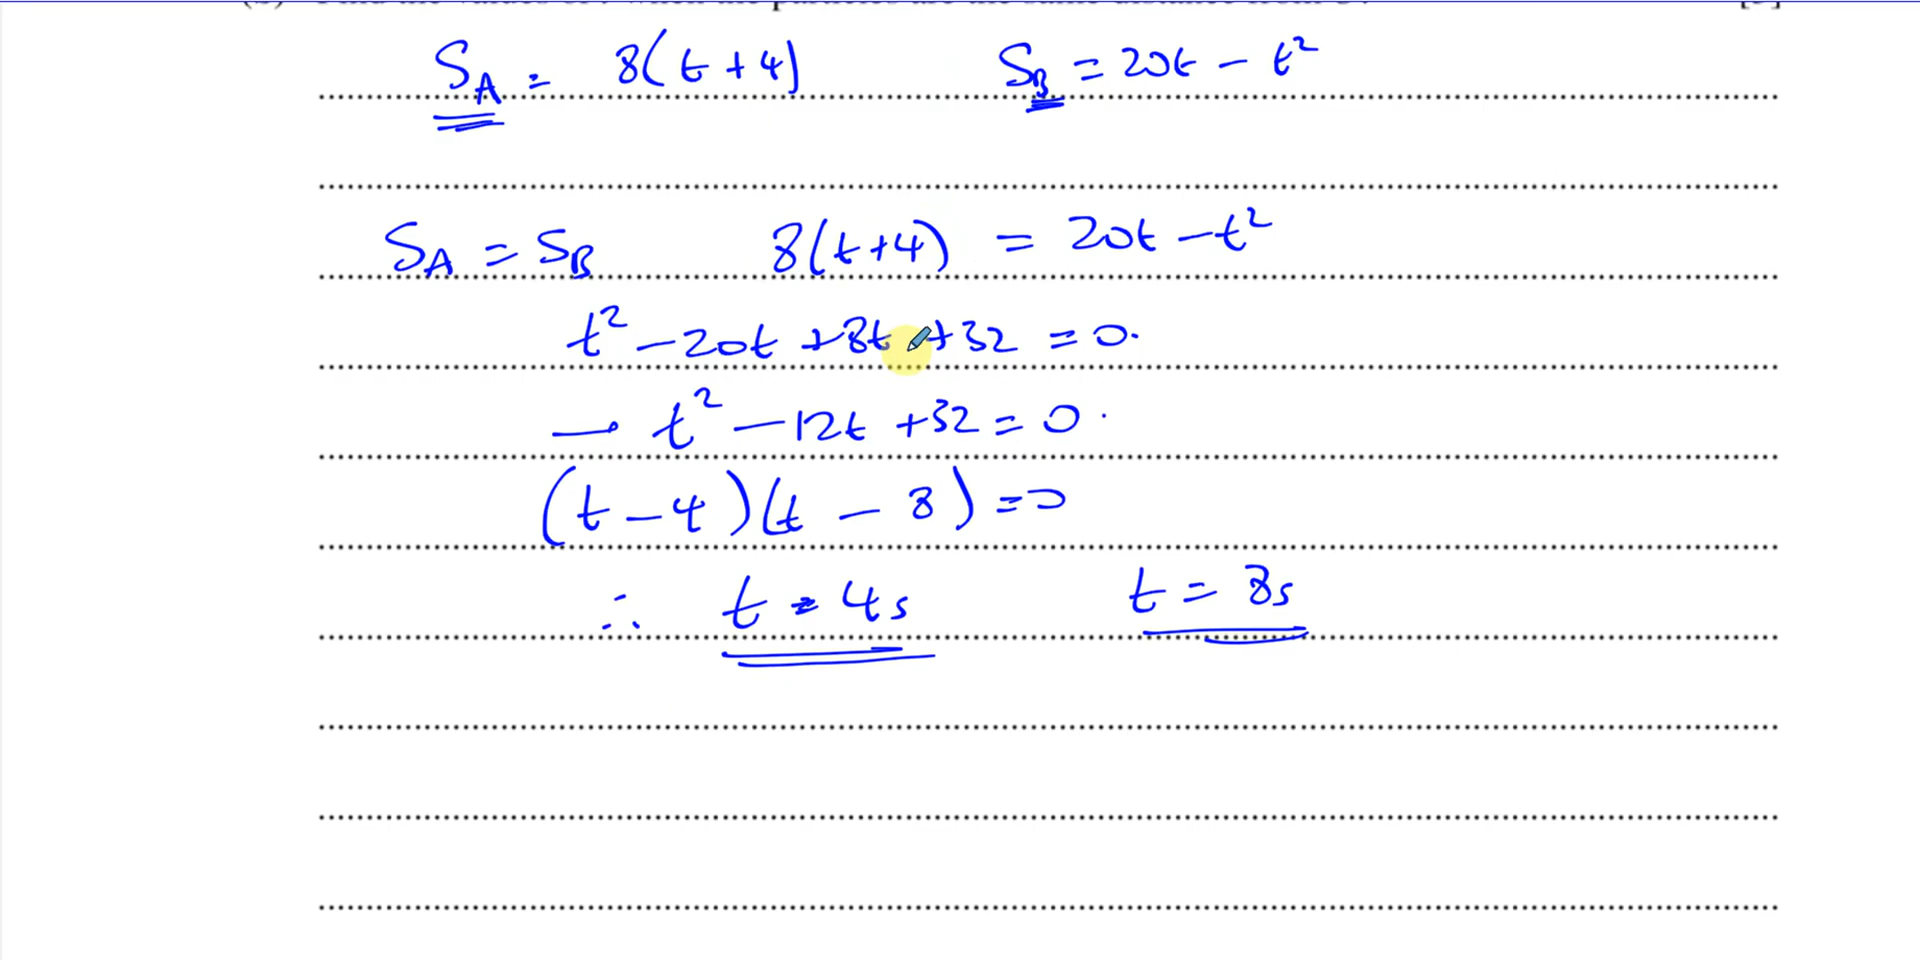 S_A = 8(t+4) S_B = 20t - t²
S_A = S_B 8(t+4) = 20t - t²
t² - 20t + 8t + 32 = 0.
— t² - 12t + 32 = 0.
(t - 4)(t - 8) = 0
∴ t = 4s t = 8s